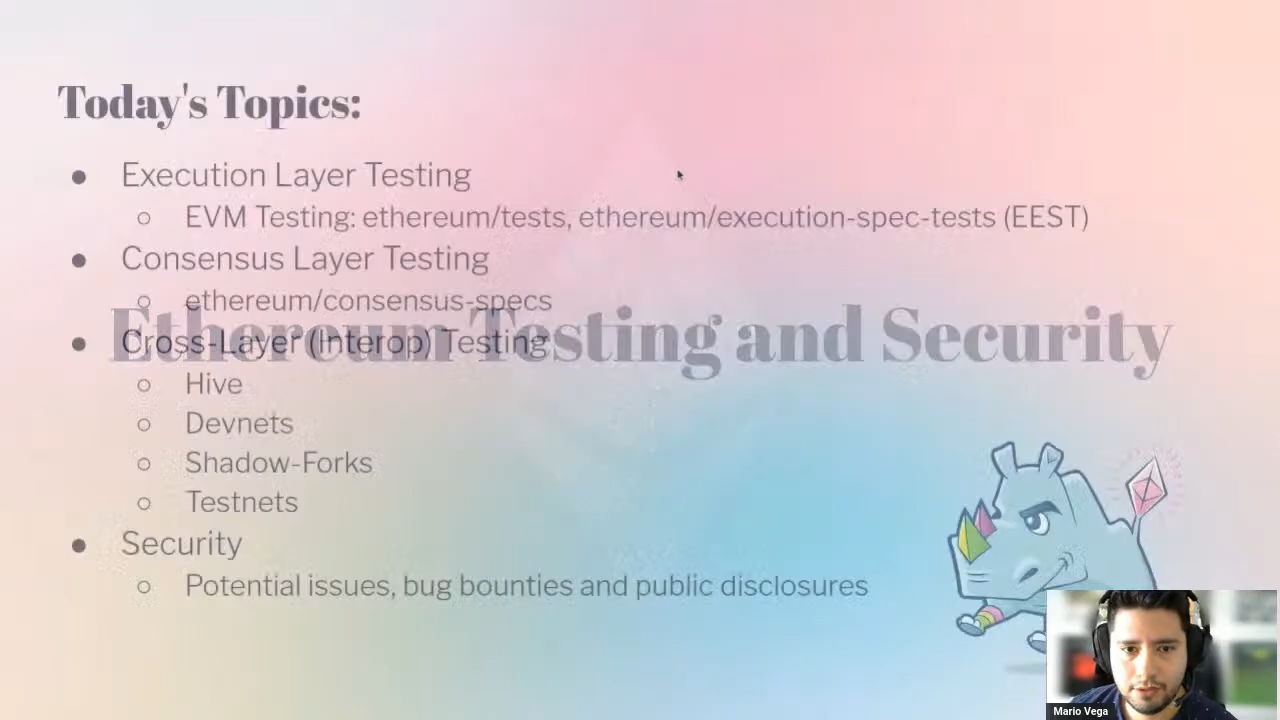 Today's Topics:
● Execution Layer Testing
○ EVM Testing: ethereum/tests, ethereum/execution-spec-tests (EEST)
● Consensus Layer Testing
○ ethereum/consensus-specs
Ethereum Testing and Security
● Cross-Layer (Interop) Testing
○ Hive
○ Devnets
○ Shadow-Forks
○ Testnets
● Security
○ Potential issues, bug bounties and public disclosures
Mario Vega